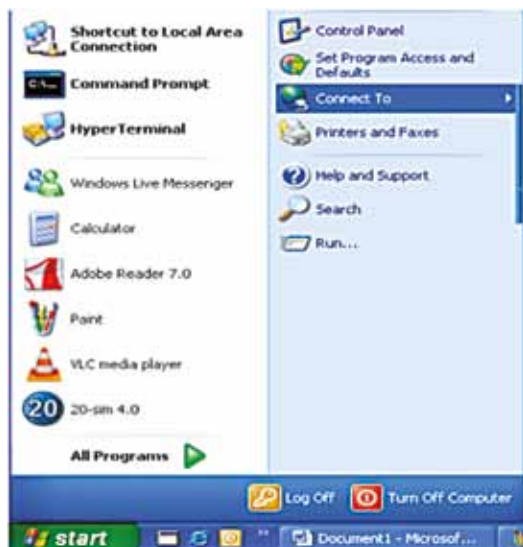 Shortcut to Local Area
Connection
Command Prompt
HyperTerminal
Windows Live Messenger
Calculator
Adobe Reader 7.0
Paint
VLC media player
20
20-sim 4.0
All Programs
Control Panel
Set Program Access and
Defaults
Connect To
Printers and Faxes
Help and Support
Search
Run...
Log Off
Turn Off Computer
start
Document1 - Microsof...